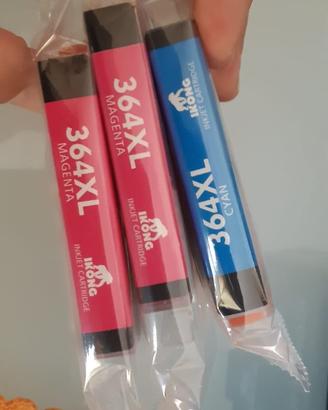 364XL
MAGENTA
IKONG
INKJET CARTRIDGE
364XL
MAGENTA
IKONG
INKJET CARTRIDGE
364XL
CYAN
IKONG
INKJET CARTRIDGE